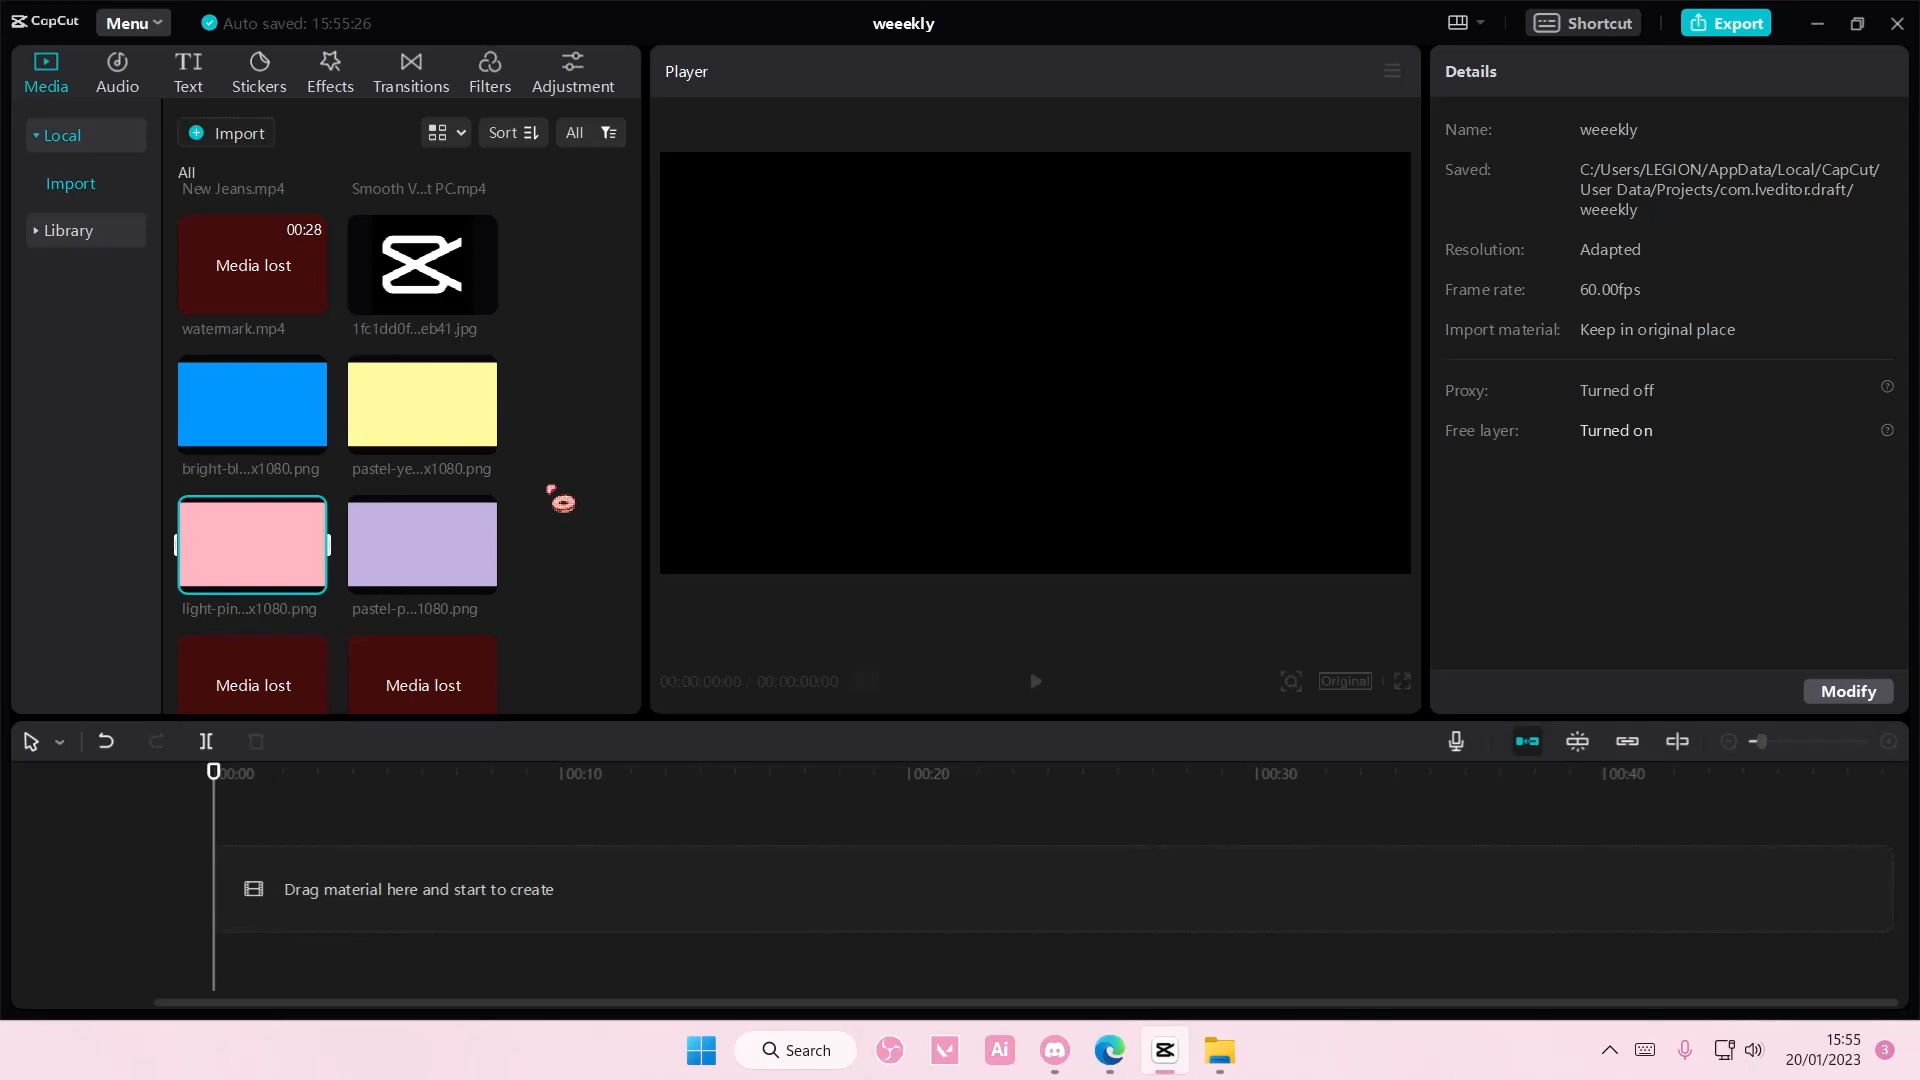 CapCut
Menu
Auto saved: 15:55:26
weeekly
Shortcut
Export
Media
Audio
TI
Text
Stickers
Effects
Transitions
Filters
Adjustment
Local
Import
Library
Import
Sort
All
All
New Jeans.mp4
Smooth V...t PC.mp4
00:28
Media lost
watermark.mp4
1fc1dd0f...eb41.jpg
bright-bl...x1080.png
pastel-ye...x1080.png
light-pin...x1080.png
pastel-p...1080.png
Media lost
Media lost
Player
00:00:00:00 / 00:00:00:00
Original
Details
Name:
weeekly
Saved:
C:/Users/LEGION/AppData/Local/CapCut/
User Data/Projects/com.lveditor.draft/
weeekly
Resolution:
Adapted
Frame rate:
60.00fps
Import material:
Keep in original place
Proxy:
Turned off
Free layer:
Turned on
Modify
00:00
00:10
00:20
00:30
00:40
Drag material here and start to create
Search
Ai
15:55
20/01/2023
3